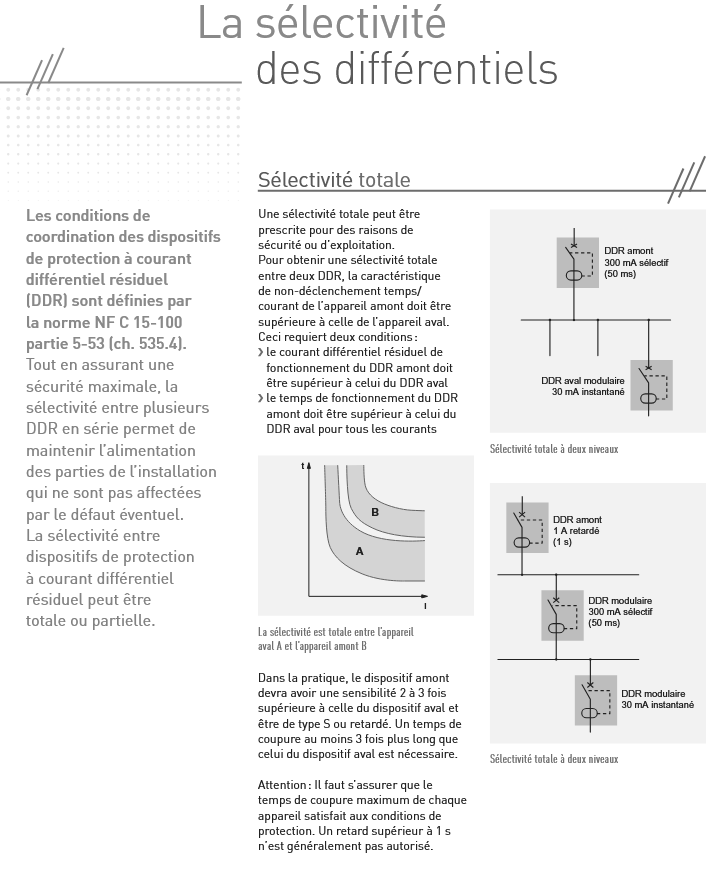 La sélectivité
des différentiels
Les conditions de
coordination des dispositifs
de protection à courant
différentiel résiduel
(DDR) sont définies par
la norme NF C 15-100
partie 5-53 (ch. 535.4).
Tout en assurant une
sécurité maximale, la
sélectivité entre plusieurs
DDR en série permet de
maintenir l'alimentation
des parties de l'installation
qui ne sont pas affectées
par le défaut éventuel.
La sélectivité entre
dispositifs de protection
à courant différentiel
résiduel peut être
totale ou partielle.
Sélectivité totale
Une sélectivité totale peut être
prescrite pour des raisons de
sécurité ou d'exploitation.
Pour obtenir une sélectivité totale
entre deux DDR, la caractéristique
de non-déclenchement temps/
courant de l'appareil amont doit être
supérieure à celle de l'appareil aval.
Ceci requiert deux conditions :
› le courant différentiel résiduel de
fonctionnement du DDR amont doit
être supérieur à celui du DDR aval
› le temps de fonctionnement du DDR
amont doit être supérieur à celui du
DDR aval pour tous les courants
t
B
A
I
La sélectivité est totale entre l'appareil
aval A et l'appareil amont B
Dans la pratique, le dispositif amont
devra avoir une sensibilité 2 à 3 fois
supérieure à celle du dispositif aval et
être de type S ou retardé. Un temps de
coupure au moins 3 fois plus long que
celui du dispositif aval est nécessaire.
Attention : Il faut s'assurer que le
temps de coupure maximum de chaque
appareil satisfait aux conditions de
protection. Un retard supérieur à 1 s
n'est généralement pas autorisé.
DDR amont
300 mA sélectif
(50 ms)
DDR aval modulaire
30 mA instantané
Sélectivité totale à deux niveaux
DDR amont
1 A retardé
(1 s)
DDR modulaire
300 mA sélectif
(50 ms)
DDR modulaire
30 mA instantané
Sélectivité totale à deux niveaux